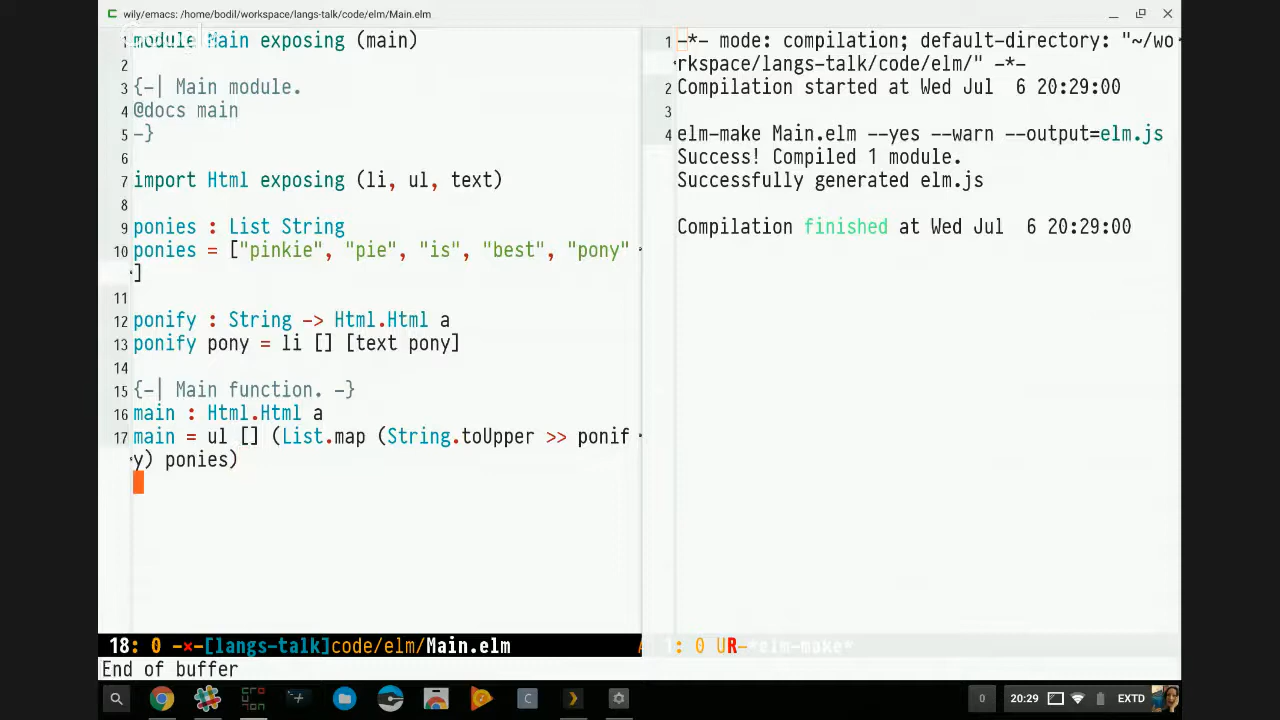 wily/emacs: /home/bodil/workspace/langs-talk/code/elm/Main.elm
1 module Main exposing (main)
2
3 {-| Main module.
4 @docs main
5 -}
6
7 import Html exposing (li, ul, text)
8
9 ponies : List String
10 ponies = ["pinkie", "pie", "is", "best", "pony"
]
11
12 ponify : String -> Html.Html a
13 ponify pony = li [] [text pony]
14
15 {-| Main function. -}
16 main : Html.Html a
17 main = ul [] (List.map (String.toUpper >> ponif
y) ponies)
18: 0 -×-[langs-talk]code/elm/Main.elm
End of buffer
1 -*- mode: compilation; default-directory: "~/wo
rkspace/langs-talk/code/elm/" -*-
2 Compilation started at Wed Jul  6 20:29:00
3
4 elm-make Main.elm --yes --warn --output=elm.js
Success! Compiled 1 module.
Successfully generated elm.js
Compilation finished at Wed Jul  6 20:29:00
1: 0 UR-*elm-make*
0 20:29 EXTD